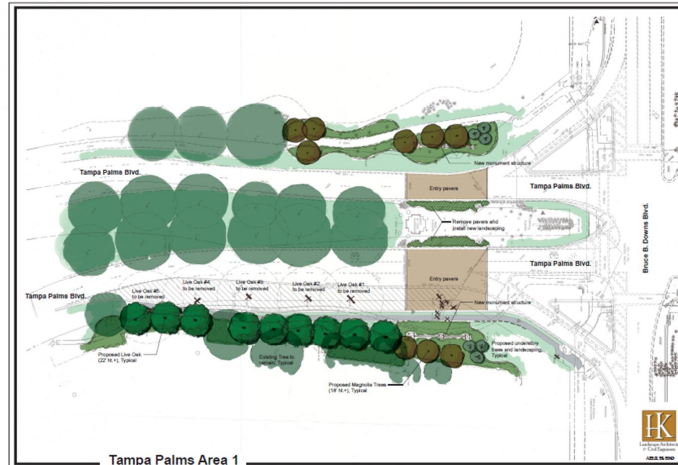 New monument structure
Tampa Palms Blvd.
Entry pavers
Tampa Palms Blvd.
Remove pavers and
install new landscaping
Bruce B. Downs Blvd.
Tampa Palms Blvd.
Entry pavers
Live Oak #5
to be removed
Live Oak #4
to be removed
Live Oak #3
to be removed
Live Oak #2
to be removed
Live Oak #1
to be removed
Tampa Palms Blvd.
New monument structure
Proposed understory
trees and landscaping,
Typical
Proposed Live Oak
(22' ht.+), Typical
Existing Tree to
remain, Typical
Proposed Magnolia Trees
(18' ht.+), Typical
HK
Landscape Architects
& Civil Engineers
Tampa Palms Area 1